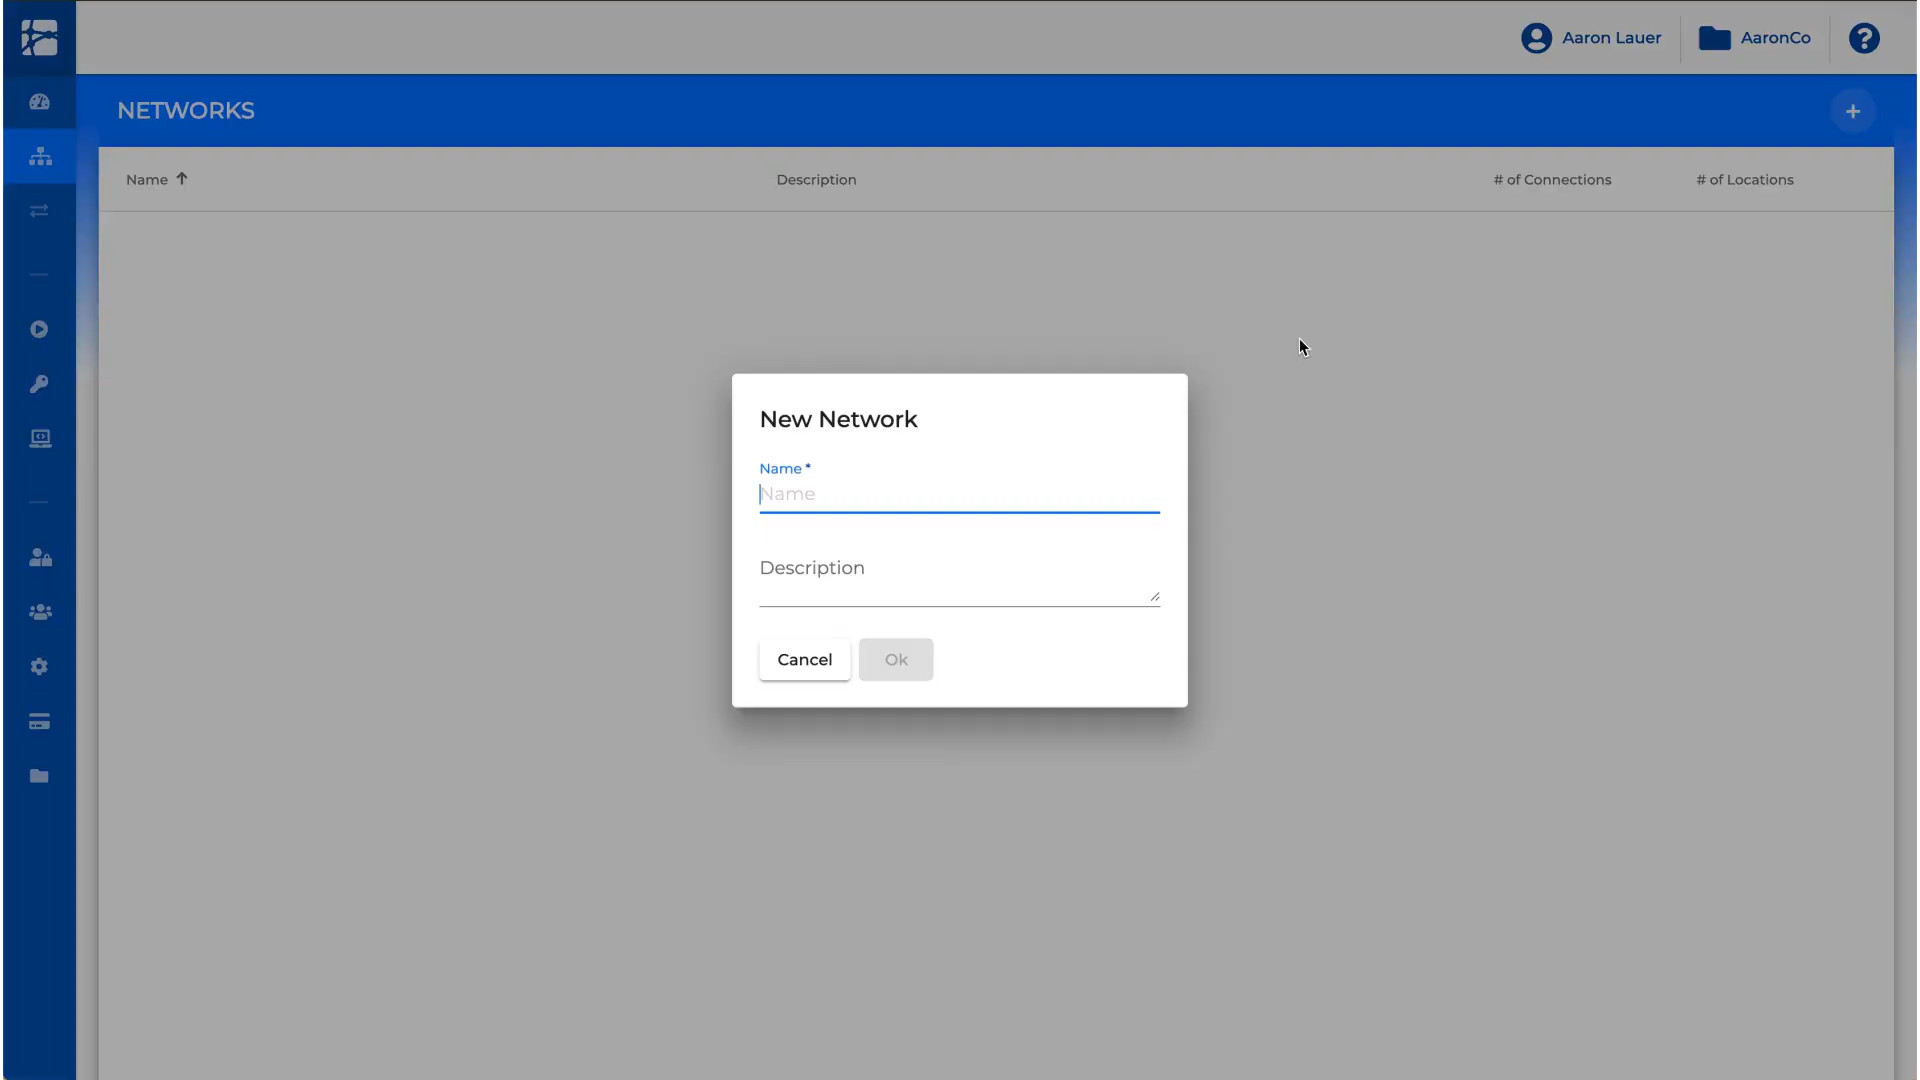 Aaron Lauer
AaronCo
?
NETWORKS
+
Name ↑
Description
# of Connections
# of Locations
New Network
Name *
Name
Description
Cancel
Ok